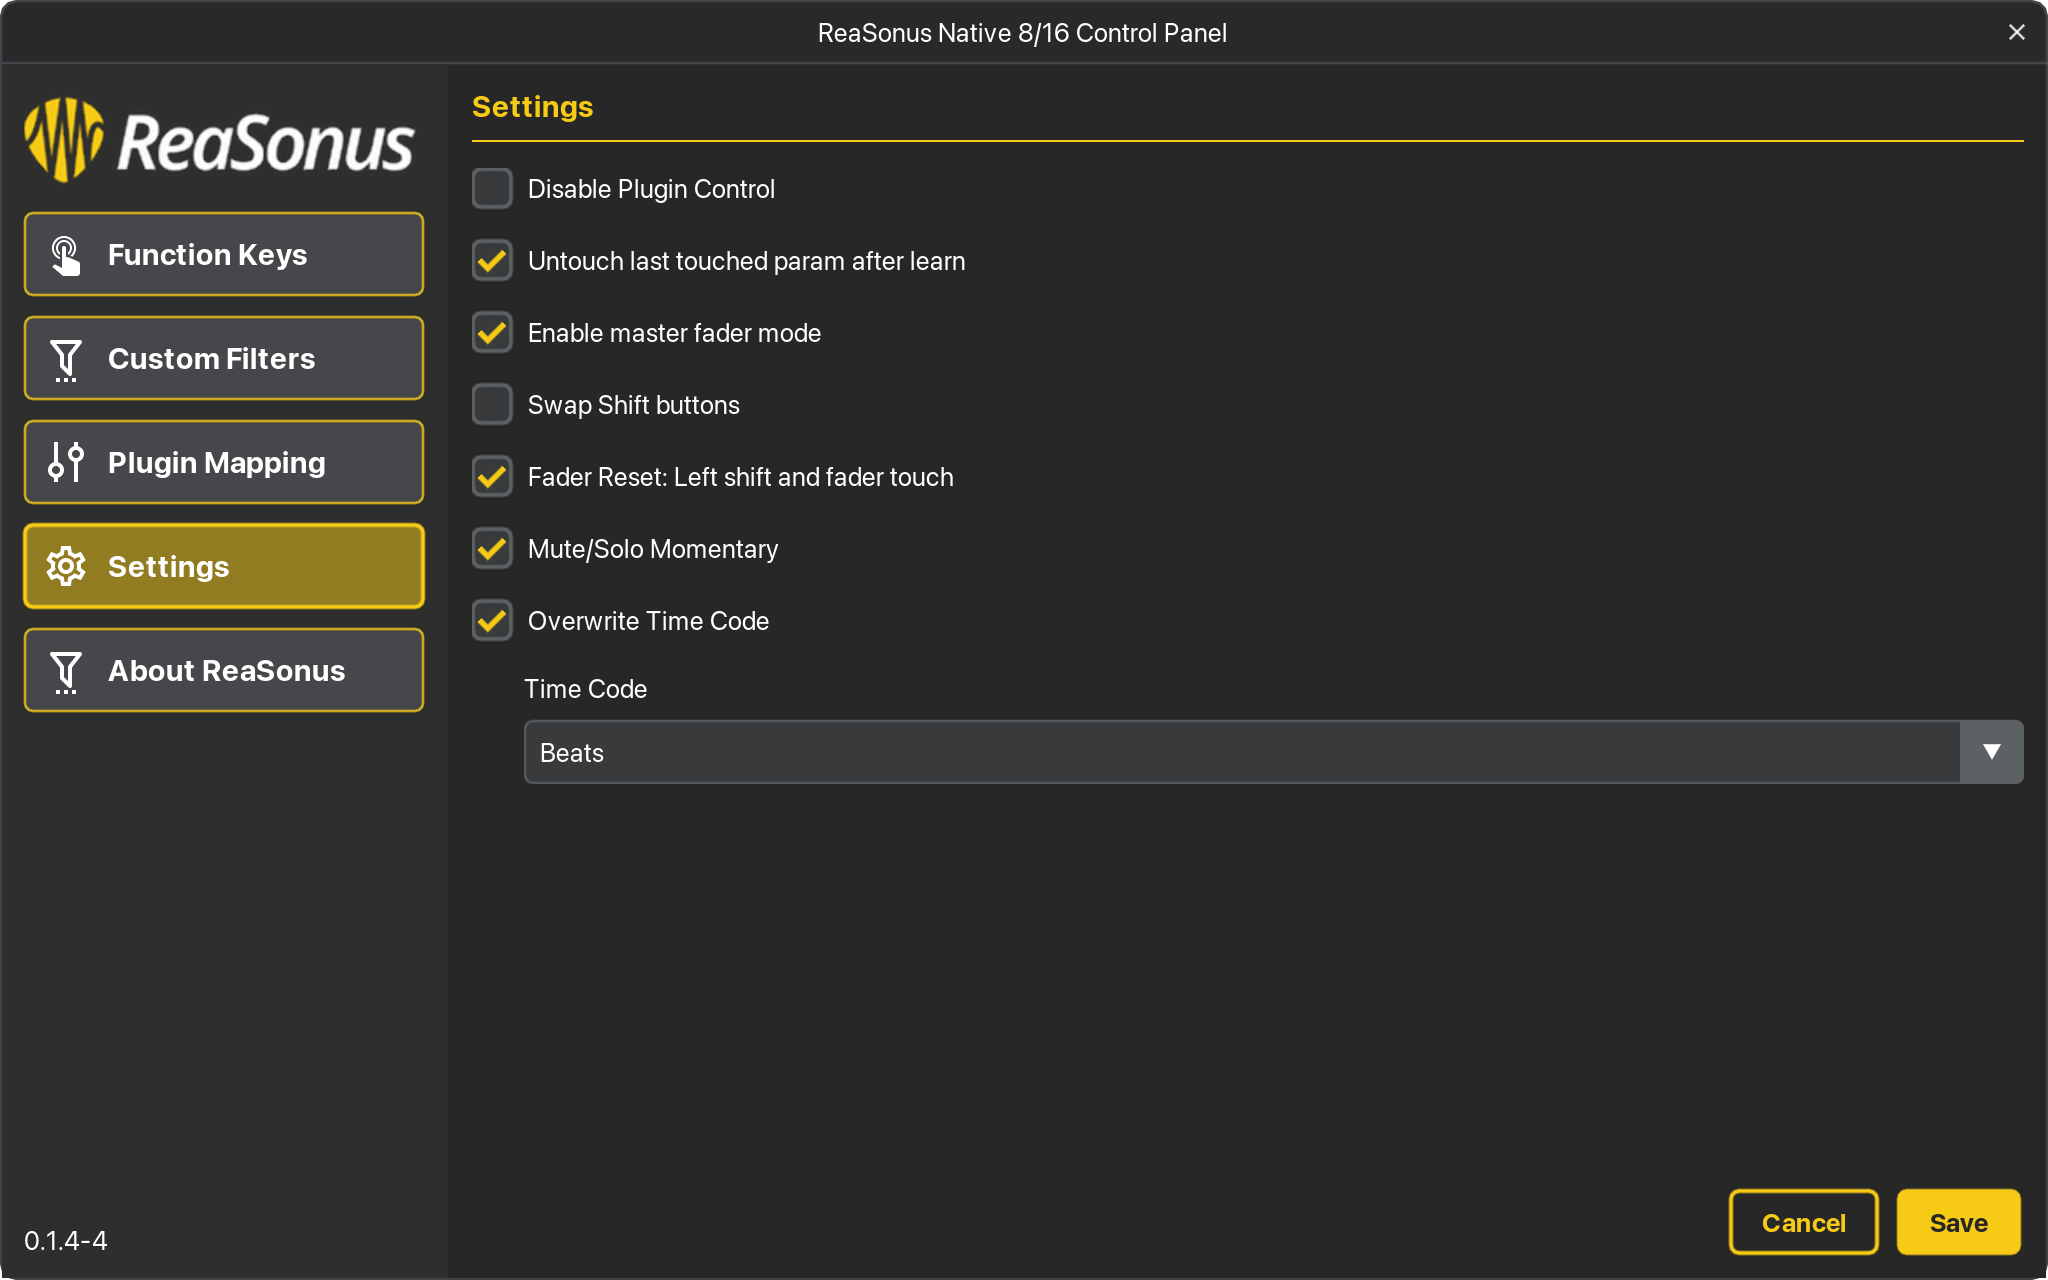 ReaSonus Native 8/16 Control Panel
ReaSonus
Function Keys
Custom Filters
Plugin Mapping
Settings
About ReaSonus
0.1.4-4
Settings
Disable Plugin Control
Untouch last touched param after learn
Enable master fader mode
Swap Shift buttons
Fader Reset: Left shift and fader touch
Mute/Solo Momentary
Overwrite Time Code
Time Code
Beats
Cancel
Save